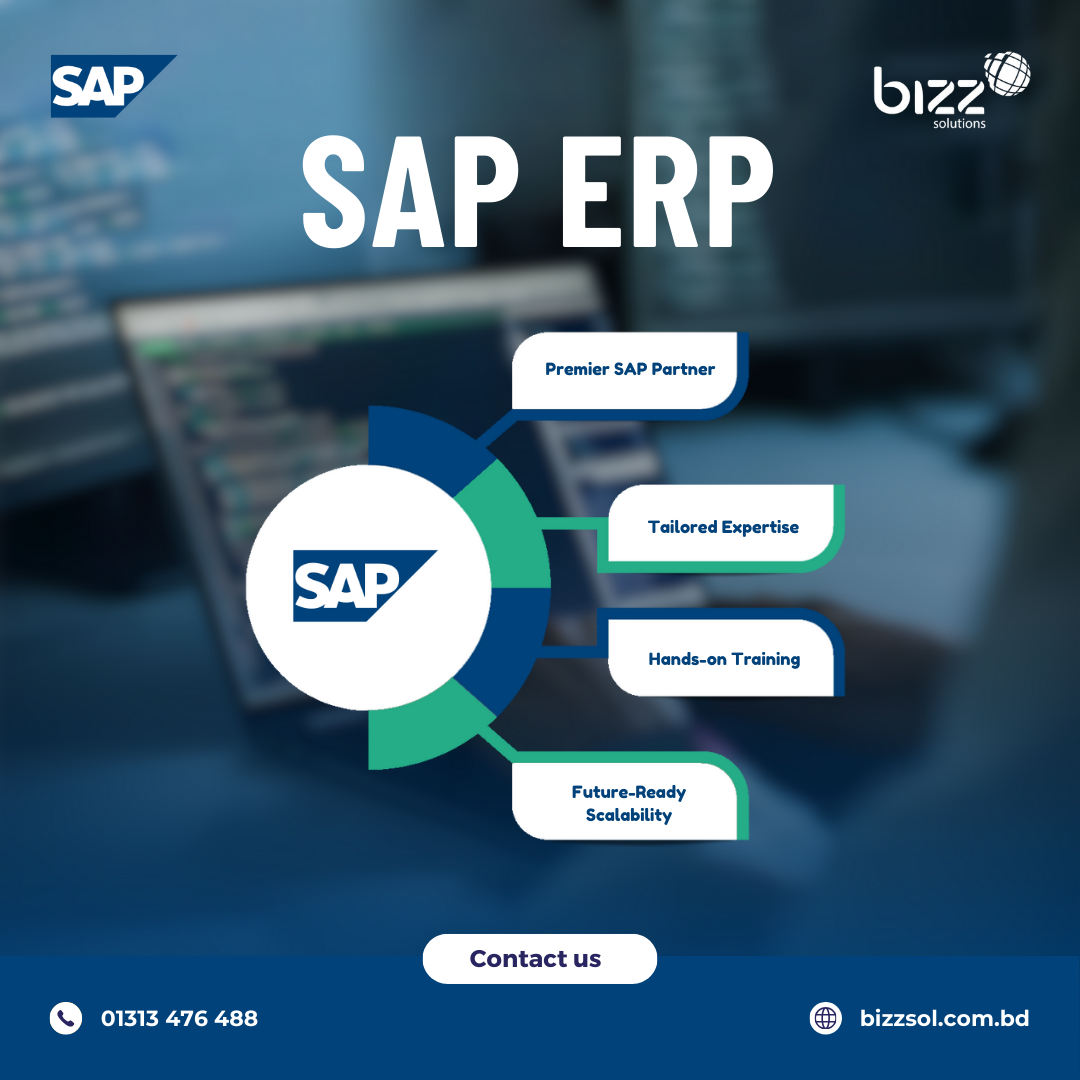 SAP
bizz
solutions
SAP ERP
Premier SAP Partner
Tailored Expertise
SAP
Hands-on Training
Future-Ready
Scalability
Contact us
01313 476 488
bizzsol.com.bd